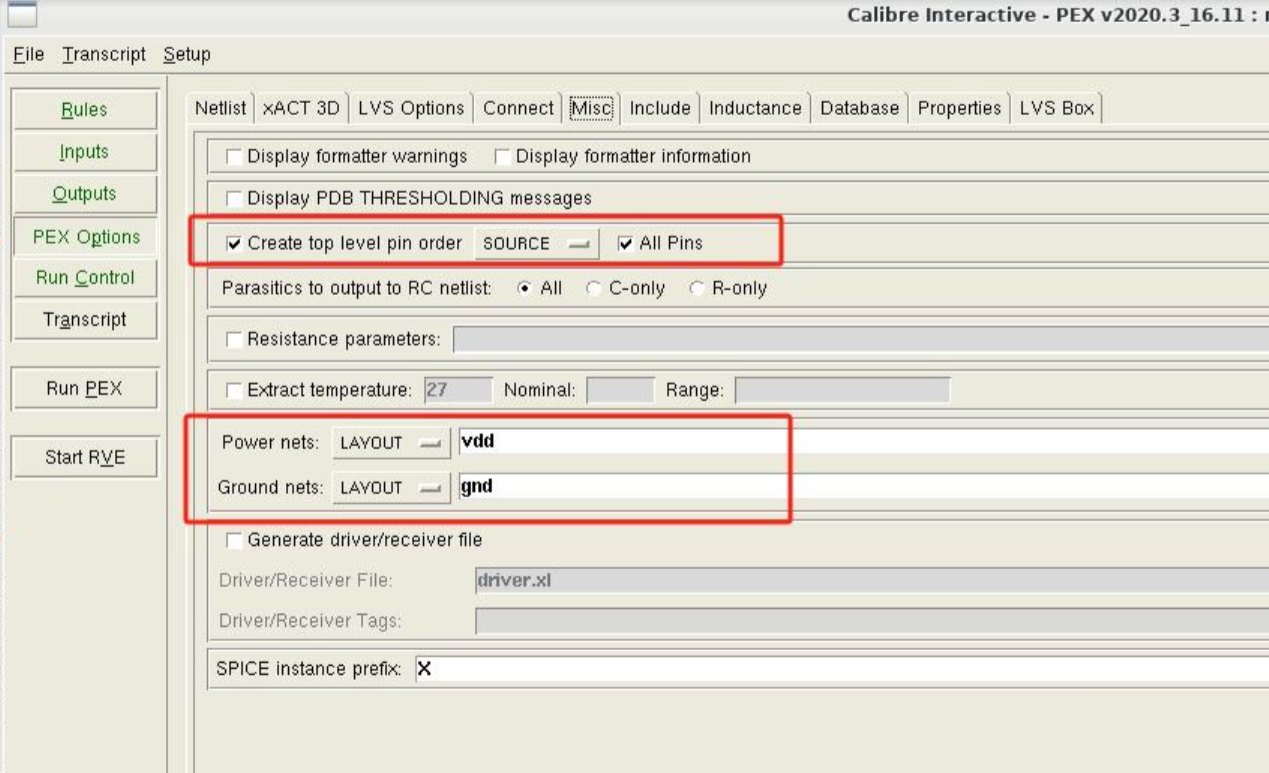 Calibre Interactive - PEX v2020.3_16.11 :
File Transcript Setup
Rules
Inputs
Outputs
PEX Options
Run Control
Transcript
Run PEX
Start RVE
Netlist xACT 3D LVS Options Connect Misc Include Inductance Database Properties LVS Box
Display formatter warnings Display formatter information
Display PDB THRESHOLDING messages
Create top level pin order SOURCE All Pins
Parasitics to output to RC netlist: All C-only R-only
Resistance parameters:
Extract temperature: 27 Nominal: Range:
Power nets: LAYOUT vdd
Ground nets: LAYOUT gnd
Generate driver/receiver file
Driver/Receiver File: driver.xl
Driver/Receiver Tags:
SPICE instance prefix: X